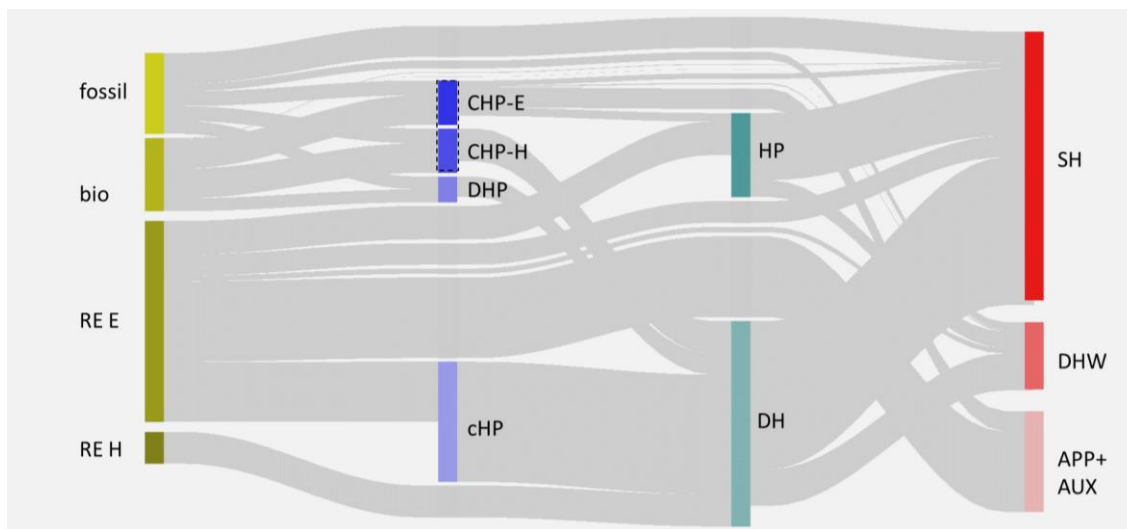 fossil
bio
RE E
RE H
CHP-E
CHP-H
DHP
cHP
HP
DH
SH
DHW
APP+
AUX